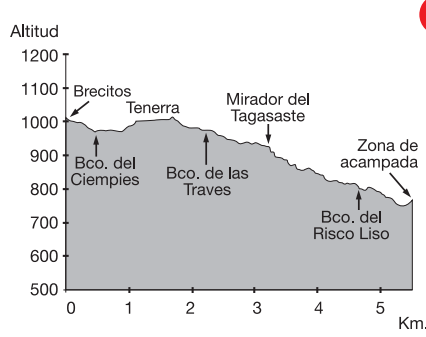 Altitud
1200
1100
1000
900
800
700
600
500
Brecitos
Tenerra
Mirador del
Tagasaste
Zona de
acampada
Bco. del
Ciempies
Bco. de las
Traves
Bco. del
Risco Liso
0 1 2 3 4 5
Km.